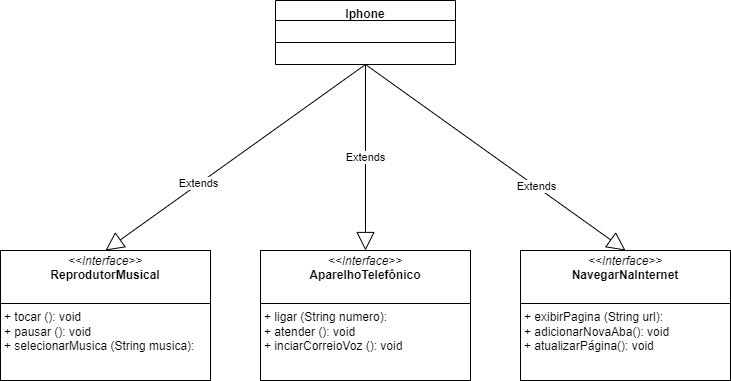 Iphone
Extends
Extends
Extends
<<Interface>>
ReprodutorMusical
+ tocar (): void
+ pausar (): void
+ selecionarMusica (String musica):
<<Interface>>
AparelhoTelefônico
+ ligar (String numero):
+ atender (): void
+ inciarCorreioVoz (): void
<<Interface>>
NavegarNaInternet
+ exibirPagina (String url):
+ adicionarNovaAba(): void
+ atualizarPágina(): void